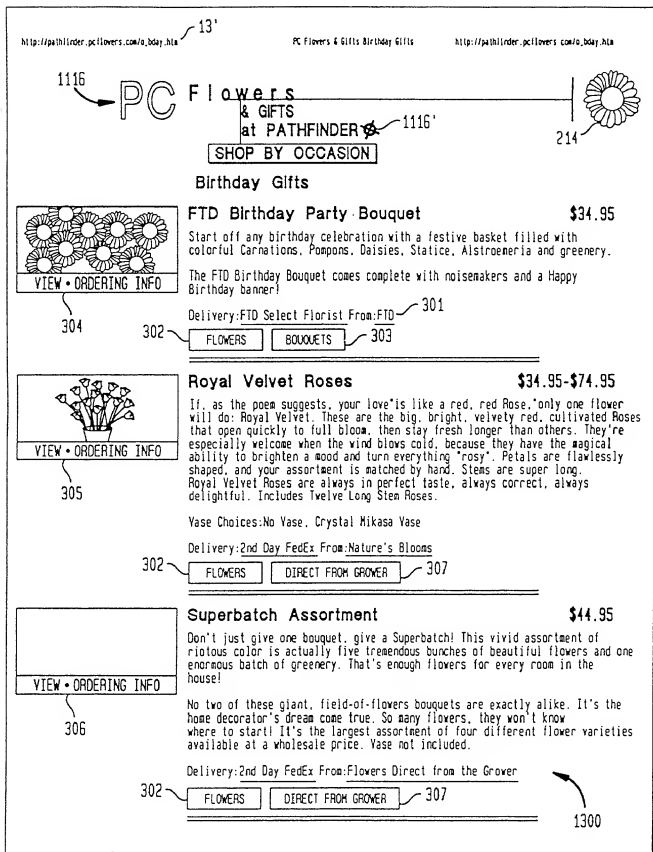 13'
http://pathfinder.pcflowers.com/o_bday.htm PC Flowers & Gifts Birthday Gifts http://pathfinder.pcflowers com/o_bday.htm
1116 PC Flowers
& GIFTS
at PATHFINDER 1116'
214
SHOP BY OCCASION
Birthday Gifts
FTD Birthday Party Bouquet $34.95
Start off any birthday celebration with a festive basket filled with
colorful Carnations, Pompons, Daisies, Statice, Alstroemeria and greenery.
The FTD Birthday Bouquet comes complete with noisemakers and a Happy
Birthday banner!
VIEW • ORDERING INFO
304
Delivery:FTD Select Florist From:FTD 301
302 FLOWERS BOUQUETS 303
Royal Velvet Roses $34.95-$74.95
If, as the poem suggests, your love"is like a red, red Rose,"only one flower
will do: Royal Velvet. These are the big, bright, velvety red, cultivated Roses
that open quickly to full bloom, then stay fresh longer than others. They're
especially welcome when the wind blows cold, because they have the magical
ability to brighten a mood and turn everything "rosy". Petals are flawlessly
shaped, and your assortment is matched by hand. Stems are super long.
Royal Velvet Roses are always in perfect taste, always correct, always
delightful. Includes Twelve Long Stem Roses.
VIEW • ORDERING INFO
305
Vase Choices:No Vase, Crystal Mikasa Vase
Delivery:2nd Day FedEx From:Nature's Blooms
302 FLOWERS DIRECT FROM GROWER 307
Superbatch Assortment $44.95
Don't just give one bouquet, give a Superbatch! This vivid assortment of
riotous color is actually five tremendous bunches of beautiful flowers and one
enormous batch of greenery. That's enough flowers for every room in the
house!
VIEW • ORDERING INFO
306
No two of these giant, field-of-flowers bouquets are exactly alike. It's the
home decorator's dream come true. So many flowers, they won't know
where to start! It's the largest assortment of four different flower varieties
available at a wholesale price. Vase not included.
Delivery:2nd Day FedEx From:Flowers Direct from the Grover
302 FLOWERS DIRECT FROM GROWER 307
1300